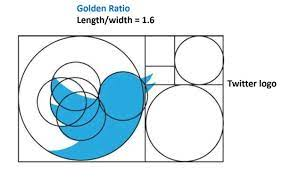 Golden Ratio
Length/width = 1.6
Twitter logo